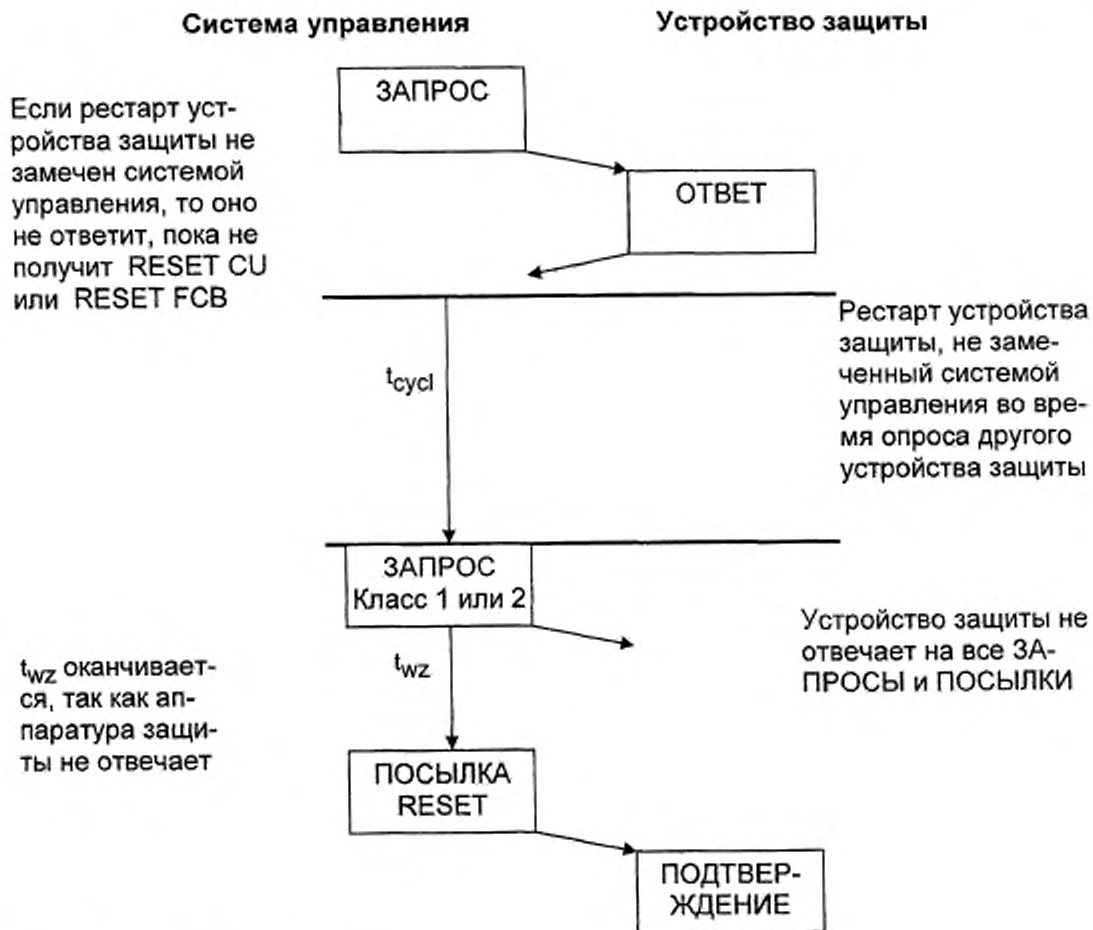 Система управления
Устройство защиты
ЗАПРОС
Если рестарт уст-
ройства защиты не
замечен системой
управления, то оно
не ответит, пока не
получит RESET CU
или RESET FCB
ОТВЕТ
Рестарт устройства
защиты, не заме-
ченный системой
управления во вре-
мя опроса другого
устройства защиты
tcycl
ЗАПРОС
Класс 1 или 2
Устройство защиты не
отвечает на все ЗА-
ПРОСЫ и ПОСЫЛКИ
twz
twz оканчивает-
ся, так как ап-
паратура защи-
ты не отвечает
ПОСЫЛКА
RESET
ПОДТВЕР-
ЖДЕНИЕ